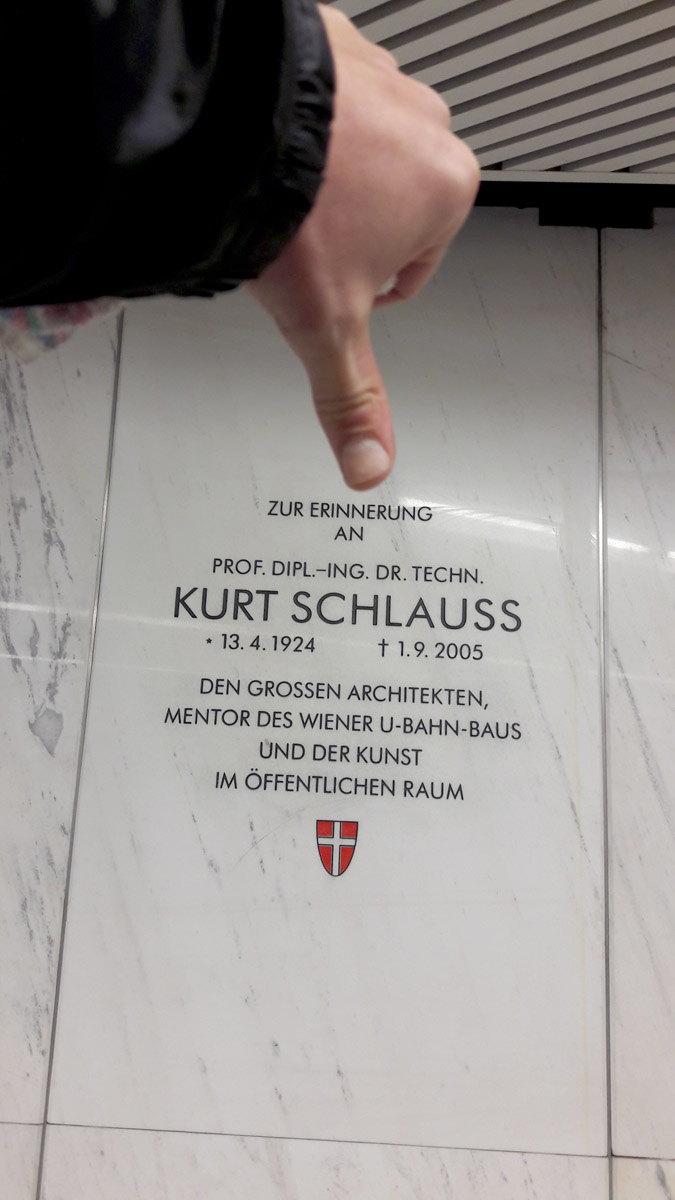 ZUR ERINNERUNG
AN
PROF. DIPL.–ING. DR. TECHN.
KURT SCHLAUSS
* 13. 4. 1924 † 1. 9. 2005
DEN GROSSEN ARCHITEKTEN,
MENTOR DES WIENER U-BAHN-BAUS
UND DER KUNST
IM ÖFFENTLICHEN RAUM